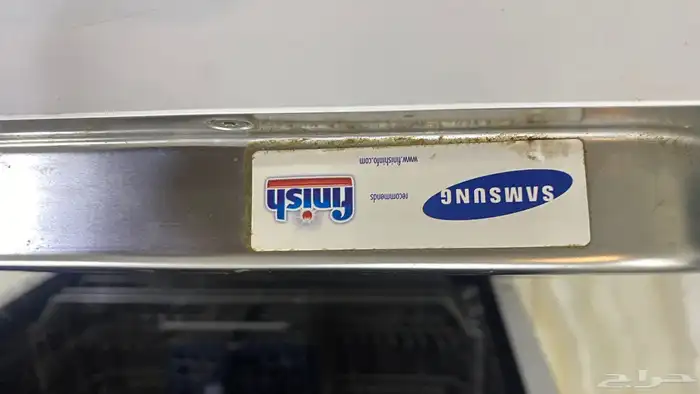 SAMSUNG
recommends
finish
www.finishinfo.com
حراج